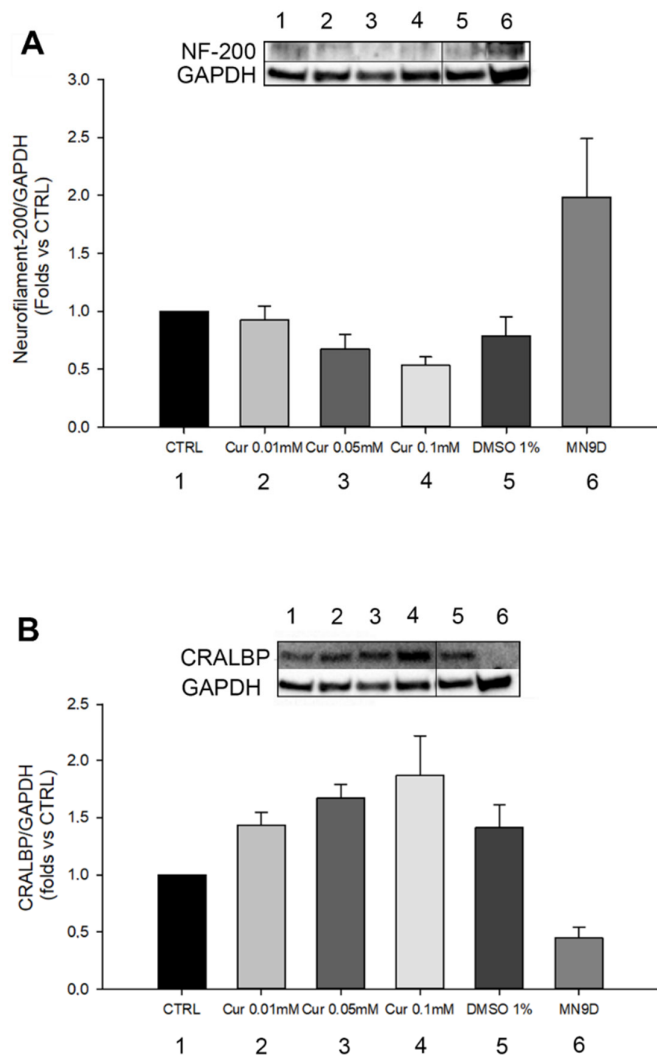 A
1 2 3 4 5 6
NF-200
GAPDH
Neurofilament-200/GAPDH
(Folds vs CTRL)
3.0
2.5
2.0
1.5
1.0
0.5
0.0
CTRL Cur 0.01mM Cur 0.05mM Cur 0.1mM DMSO 1% MN9D
1 2 3 4 5 6
B
1 2 3 4 5 6
CRALBP
GAPDH
CRALBP/GAPDH
(folds vs CTRL)
2.5
2.0
1.5
1.0
0.5
0.0
CTRL Cur 0.01mM Cur 0.05mM Cur 0.1mM DMSO 1% MN9D
1 2 3 4 5 6